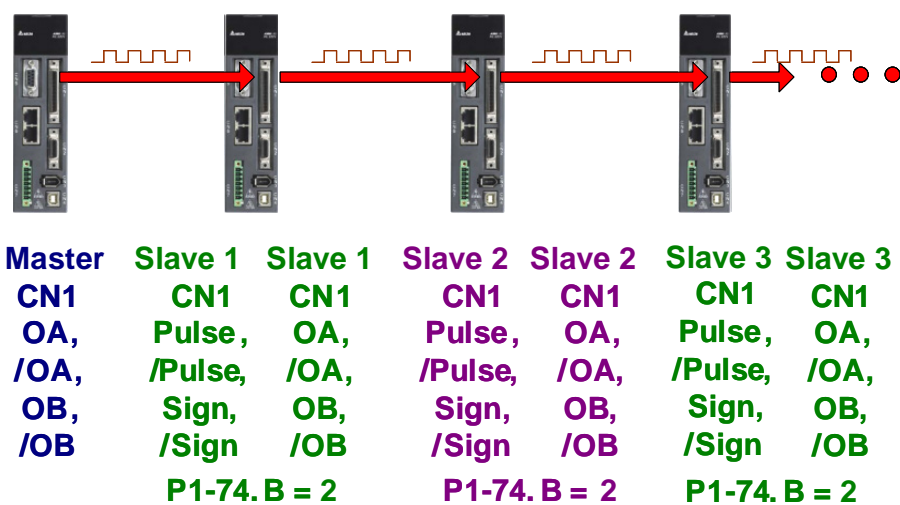 Master Slave 1 Slave 1 Slave 2 Slave 2 Slave 3 Slave 3
CN1 CN1 CN1 CN1 CN1 CN1 CN1
OA, Pulse, OA, Pulse, OA, Pulse, OA,
/OA, /Pulse, /OA, /Pulse, /OA, /Pulse, /OA,
OB, Sign, OB, Sign, OB, Sign, OB,
/OB /Sign /OB /Sign /OB /Sign /OB
P1-74. B = 2 P1-74. B = 2 P1-74. B = 2